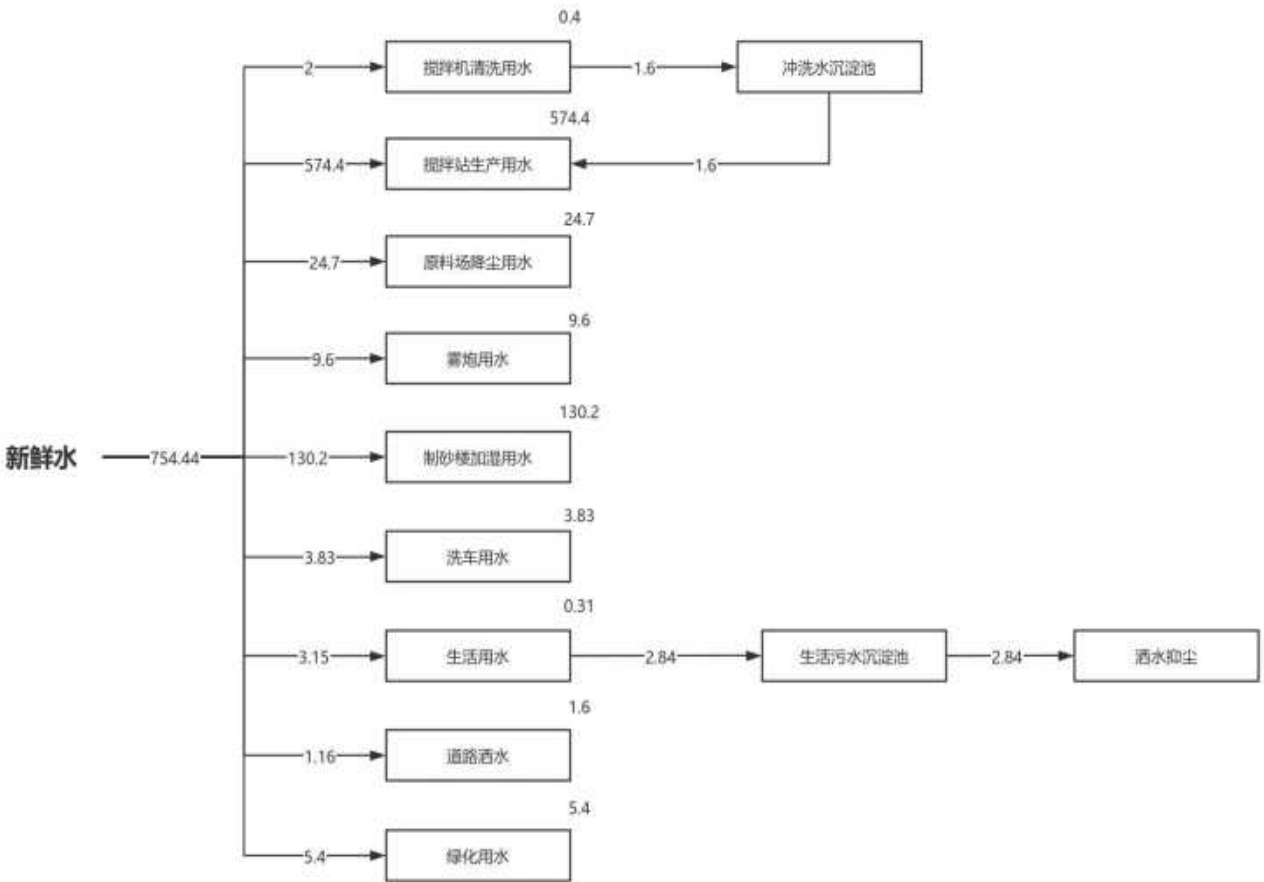 0.4
2
搅拌机清洗用水
1.6
冲洗水沉淀池
574.4
574.4
搅拌站生产用水
1.6
24.7
24.7
原料场降尘用水
9.6
9.6
雾炮用水
130.2
新鲜水
754.44
130.2
制砂楼加湿用水
3.83
3.83
洗车用水
0.31
3.15
生活用水
2.84
生活污水沉淀池
2.84
洒水抑尘
1.6
1.16
道路洒水
5.4
5.4
绿化用水